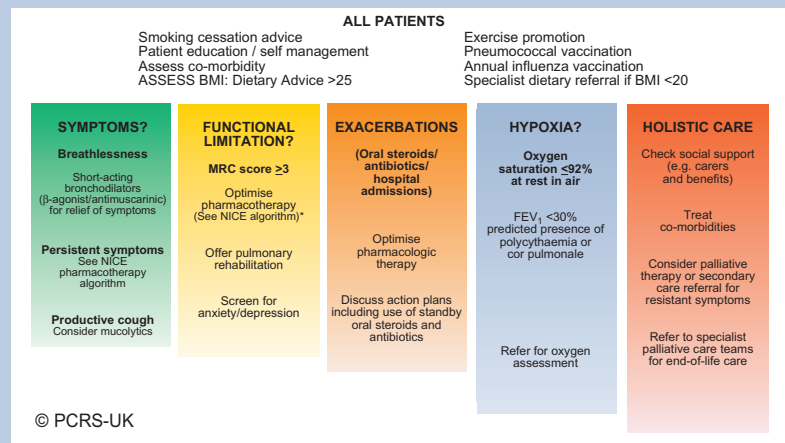 ALL PATIENTS
Smoking cessation advice
Patient education / self management
Assess co-morbidity
ASSESS BMI: Dietary Advice >25
Exercise promotion
Pneumococcal vaccination
Annual influenza vaccination
Specialist dietary referral if BMI <20
SYMPTOMS?
Breathlessness
Short-acting
bronchodilators
(β-agonist/antimuscarinic)
for relief of symptoms
Persistent symptoms
See NICE
pharmacotherapy
algorithm
Productive cough
Consider mucolytics
FUNCTIONAL
LIMITATION?
MRC score ≥3
Optimise
pharmacotherapy
(See NICE algorithm)*
Offer pulmonary
rehabilitation
Screen for
anxiety/depression
EXACERBATIONS
(Oral steroids/
antibiotics/
hospital
admissions)
Optimise
pharmacologic
therapy
Discuss action plans
including use of standby
oral steroids and
antibiotics
HYPOXIA?
Oxygen
saturation ≤92%
at rest in air
FEV₁ <30%
predicted presence of
polycythaemia or
cor pulmonale
Refer for oxygen
assessment
HOLISTIC CARE
Check social support
(e.g. carers
and benefits)
Treat
co-morbidities
Consider palliative
therapy or secondary
care referral for
resistant symptoms
Refer to specialist
palliative care teams
for end-of-life care
© PCRS-UK